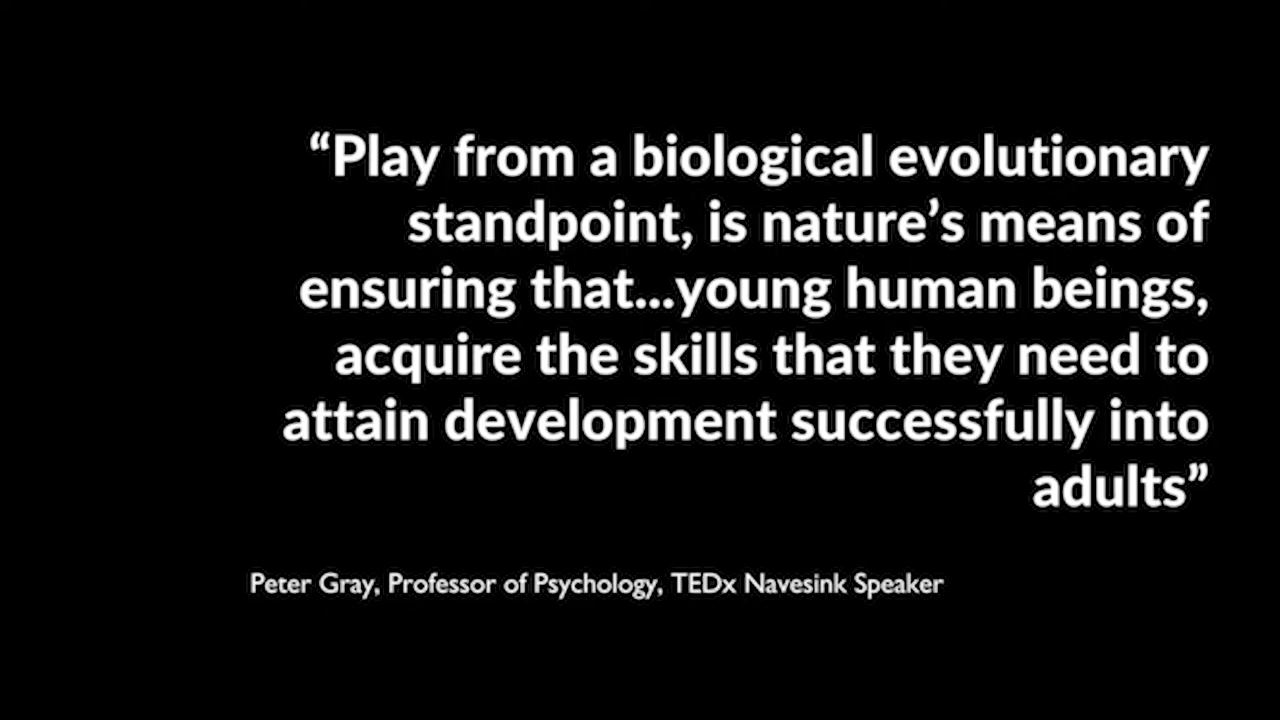 “Play from a biological evolutionary
standpoint, is nature’s means of
ensuring that...young human beings,
acquire the skills that they need to
attain development successfully into
adults”
Peter Gray, Professor of Psychology, TEDx Navesink Speaker